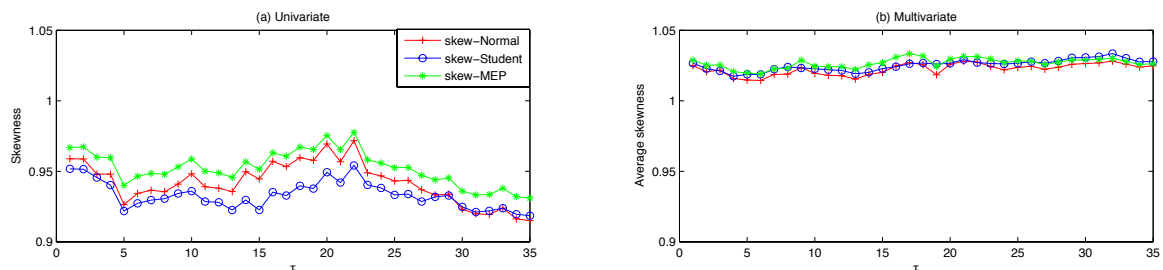 (a) Univariate
1.05
1
0.95
0.9
Skewness
0
5
10
15
20
25
30
35
τ
skew-Normal
skew-Student
skew-MEP
(b) Multivariate
1.05
1
0.95
0.9
Average skewness
0
5
10
15
20
25
30
35
τ